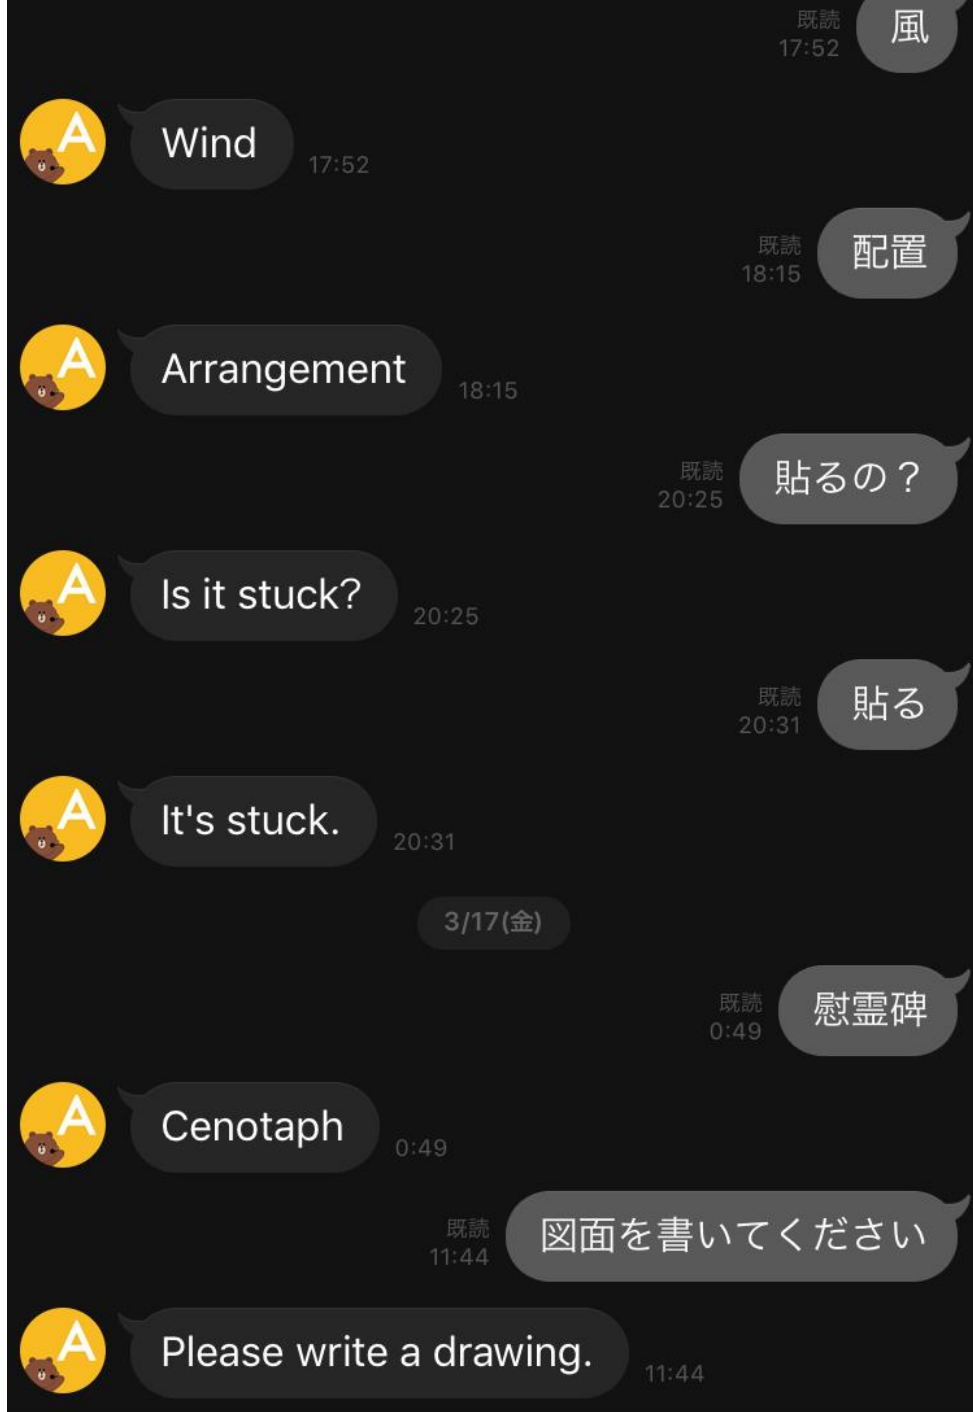 既読
17:52
風
A
Wind
17:52
既読
18:15
配置
A
Arrangement
18:15
既読
20:25
貼るの？
A
Is it stuck?
20:25
既読
20:31
貼る
A
It's stuck.
20:31
3/17(金)
既読
0:49
慰霊碑
A
Cenotaph
0:49
既読
11:44
図面を書いてください
A
Please write a drawing.
11:44